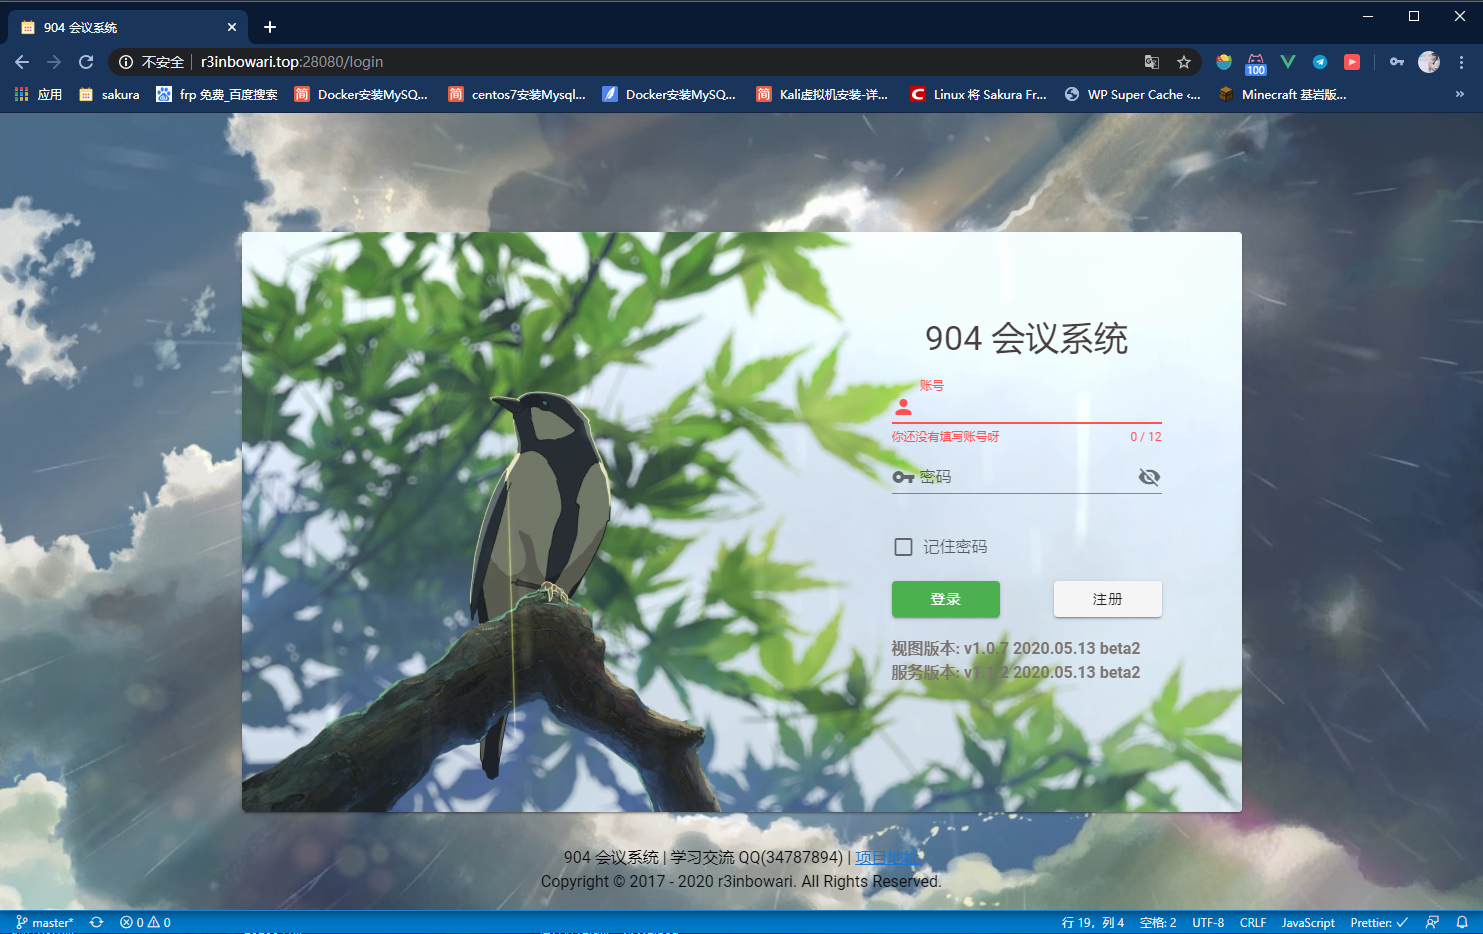 904 会议系统
不安全
r3inbowari.top:28080/login
100
应用
sakura
frp 免费_百度搜索
简
Docker安装MySQ...
简
centos7安装Mysql...
Docker安装MySQ...
简
Kali虚拟机安装-详...
C
Linux 将 Sakura Fr...
WP Super Cache ‹...
Minecraft 基岩版...
»
904 会议系统
账号
你还没有填写账号呀
0 / 12
密码
记住密码
登录
注册
视图版本: v1.0.7 2020.05.13 beta2
服务版本: v1.1.2 2020.05.13 beta2
904 会议系统 | 学习交流 QQ(34787894) | 项目地址
Copyright © 2017 - 2020 r3inbowari. All Rights Reserved.
master*
0
0
行 19，列 4
空格: 2
UTF-8
CRLF
JavaScript
Prettier: ✓